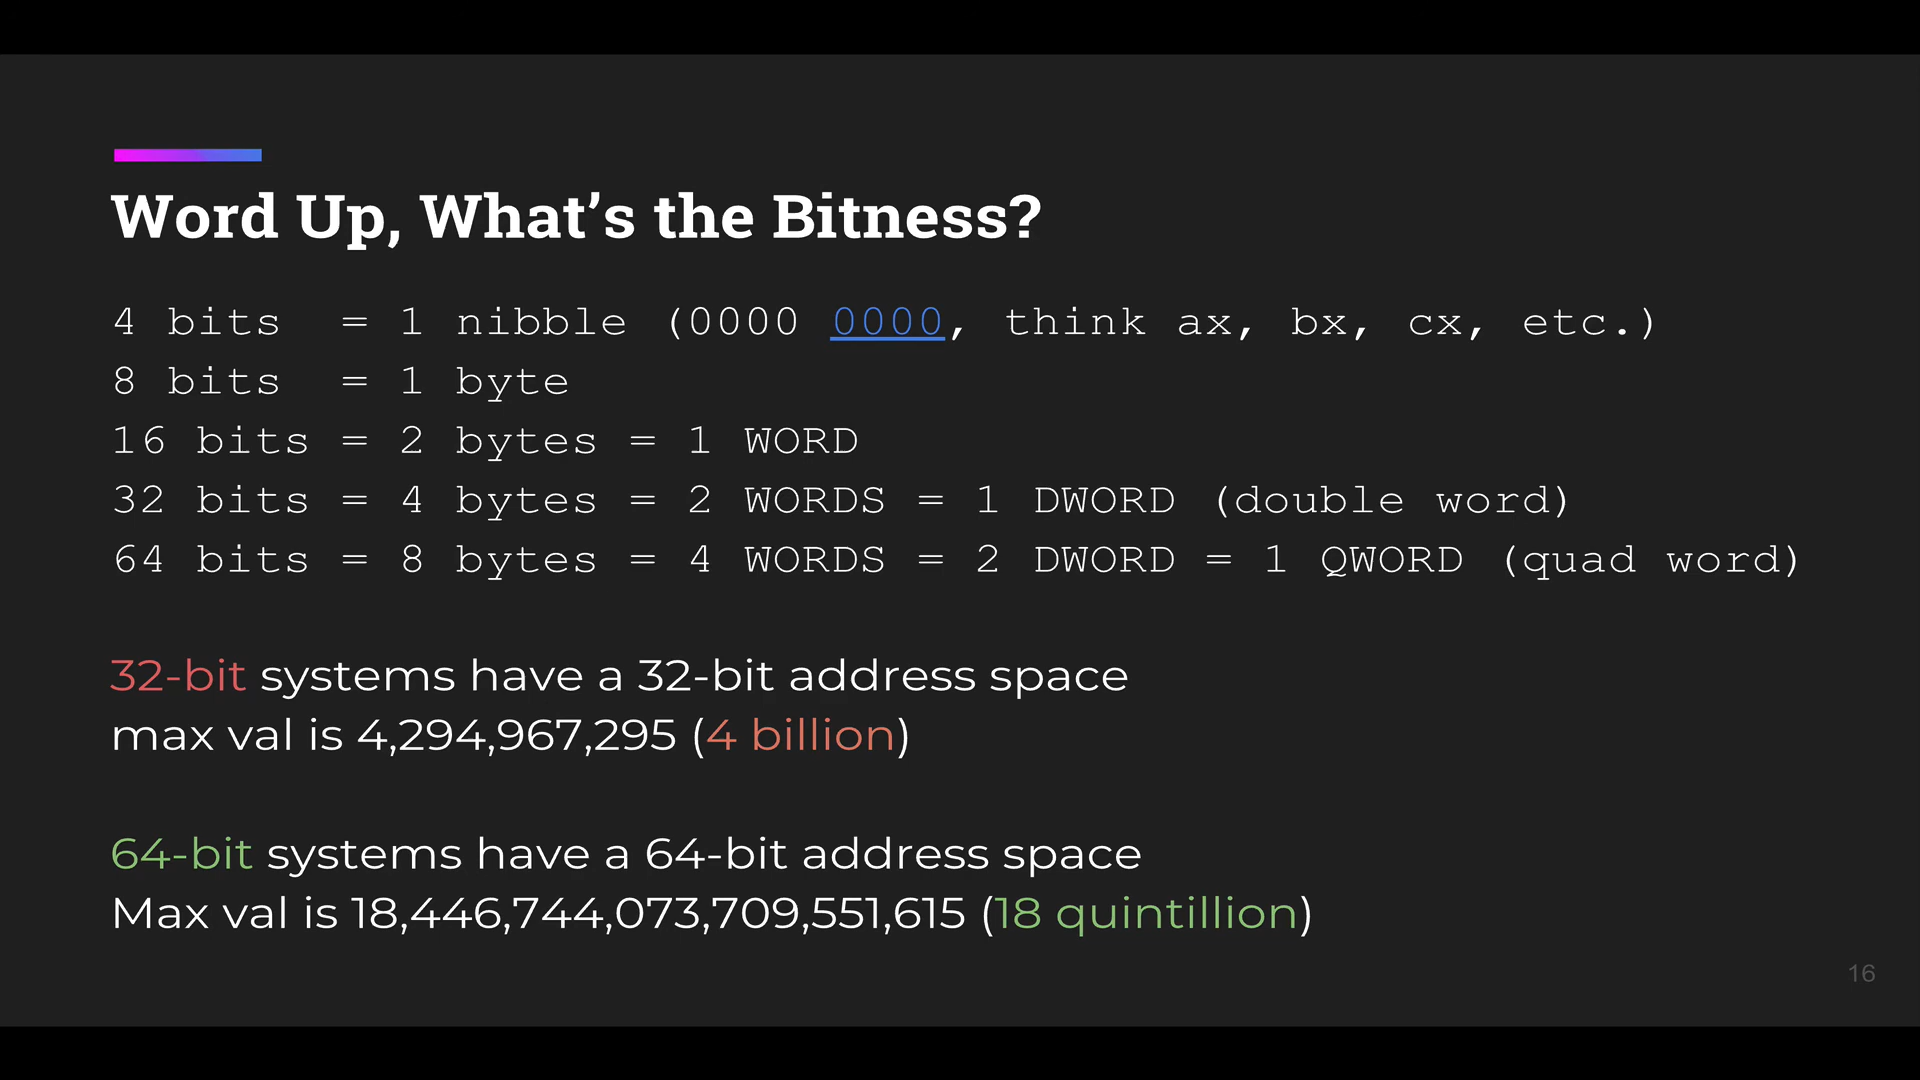 Word Up, What’s the Bitness?
4 bits  = 1 nibble (0000 0000, think ax, bx, cx, etc.)
8 bits  = 1 byte
16 bits = 2 bytes = 1 WORD
32 bits = 4 bytes = 2 WORDS = 1 DWORD (double word)
64 bits = 8 bytes = 4 WORDS = 2 DWORD = 1 QWORD (quad word)
32-bit systems have a 32-bit address space
max val is 4,294,967,295 (4 billion)
64-bit systems have a 64-bit address space
Max val is 18,446,744,073,709,551,615 (18 quintillion)
16